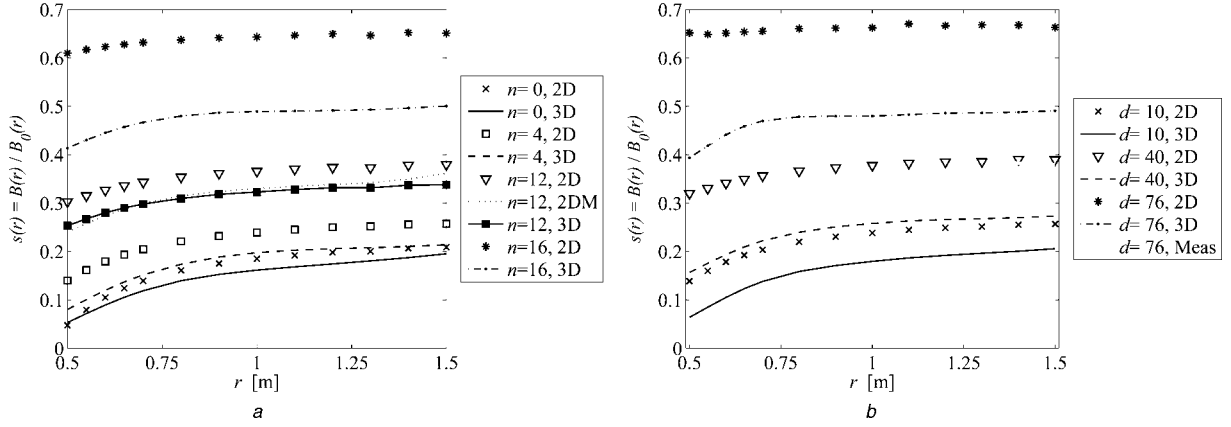 s(r) = B(r) / B0(r)
0.7
0.6
0.5
0.4
0.3
0.2
0.1
0
0.5
0.75
1
1.25
1.5
r [m]
n= 0, 2D
n= 0, 3D
n= 4, 2D
n= 4, 3D
n=12, 2D
n=12, 2DM
n=12, 3D
n=16, 2D
n=16, 3D
a
s(r) = B(r) / B0(r)
0.7
0.6
0.5
0.4
0.3
0.2
0.1
0
0.5
0.75
1
1.25
1.5
r [m]
d= 10, 2D
d= 10, 3D
d= 40, 2D
d= 40, 3D
d= 76, 2D
d= 76, 3D
d= 76, Meas
b